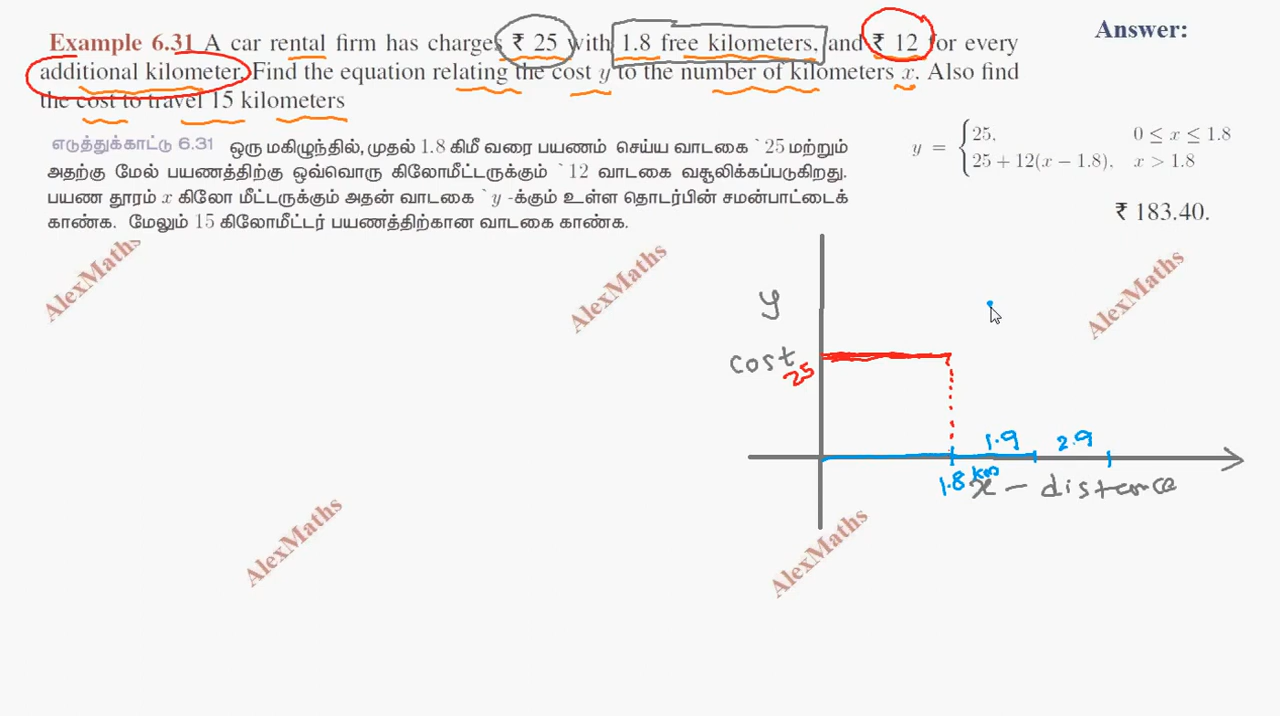 Example 6.31 A car rental firm has charges ₹ 25 with 1.8 free kilometers, and ₹ 12 for every
additional kilometer. Find the equation relating the cost y to the number of kilometers x. Also find
the cost to travel 15 kilometers
எடுத்துக்காட்டு 6.31 ஒரு மகிழுந்தில், முதல் 1.8 கிமீ வரை பயணம் செய்ய வாடகை ` 25 மற்றும்
அதற்கு மேல் பயணத்திற்கு ஒவ்வொரு கிலோமீட்டருக்கும் ` 12 வாடகை வசூலிக்கப்படுகிறது.
பயண தூரம் x கிலோ மீட்டருக்கும் அதன் வாடகை ` y -க்கும் உள்ள தொடர்பின் சமன்பாட்டைக்
காண்க. மேலும் 15 கிலோமீட்டர் பயணத்திற்கான வாடகை காண்க.
Answer:
y = { 25, 0 ≤ x ≤ 1.8
25 + 12(x − 1.8), x > 1.8
₹ 183.40.
AlexMaths
AlexMaths
AlexMaths
y
cost
25
1.9 2.9
1.8 km
x - distance
AlexMaths
AlexMaths